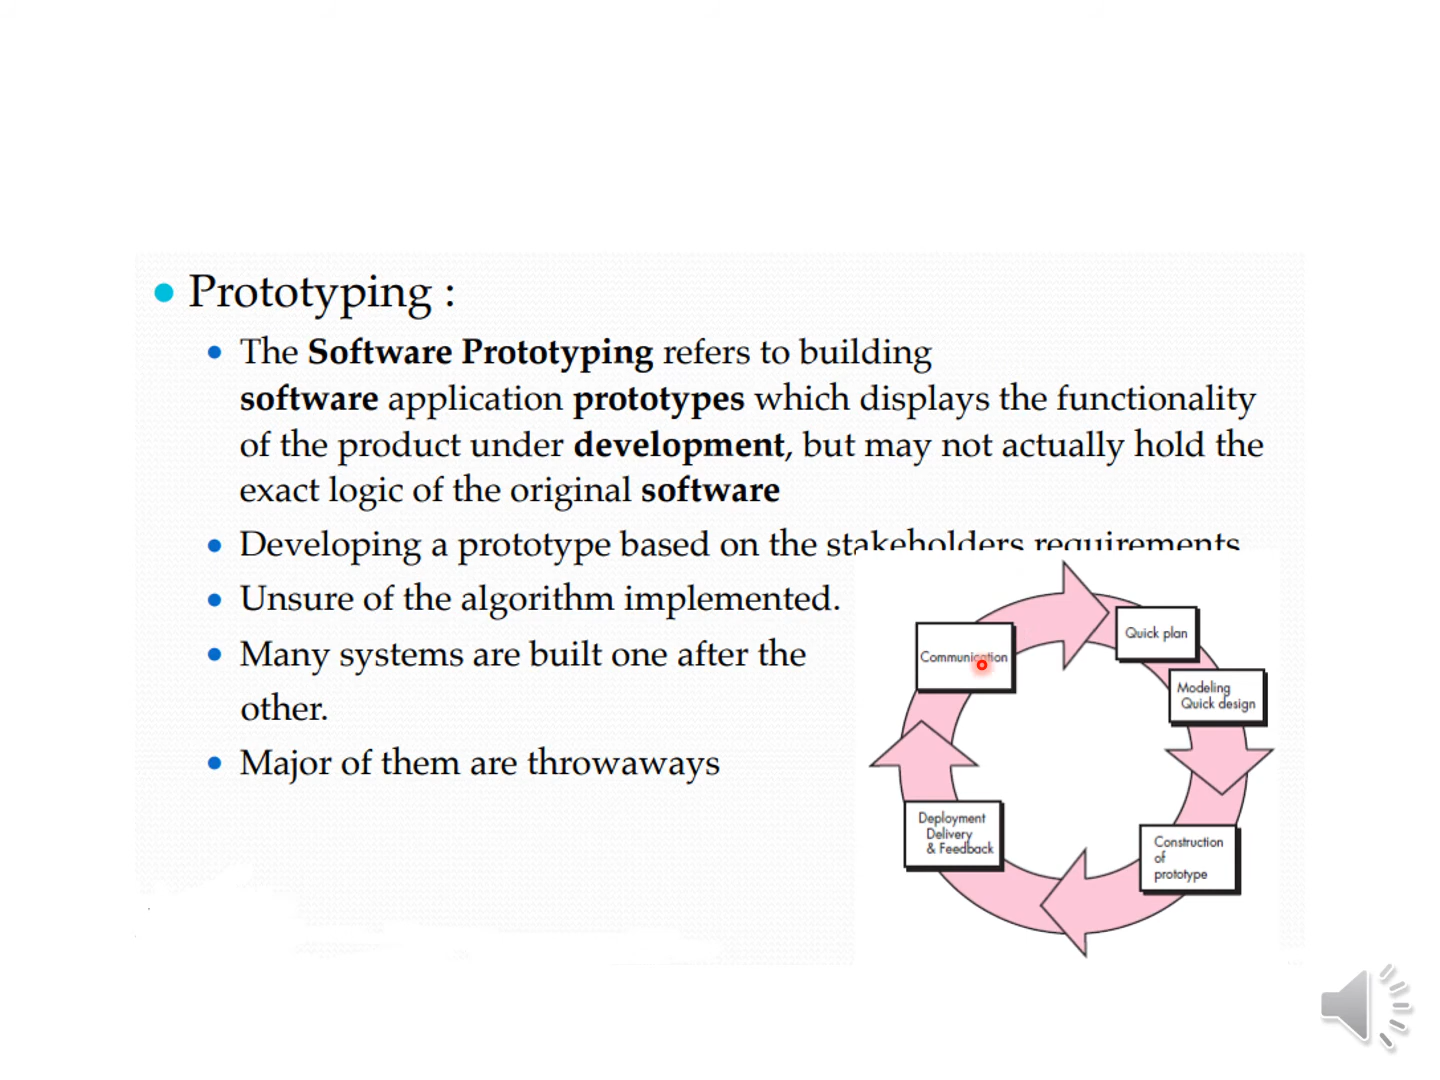 Prototyping :
The Software Prototyping refers to building
software application prototypes which displays the functionality
of the product under development, but may not actually hold the
exact logic of the original software
Developing a prototype based on the stakeholders requirements
Unsure of the algorithm implemented.
Many systems are built one after the
other.
Major of them are throwaways
Communication
Quick plan
Modeling
Quick design
Construction
of
prototype
Deployment
Delivery
& Feedback